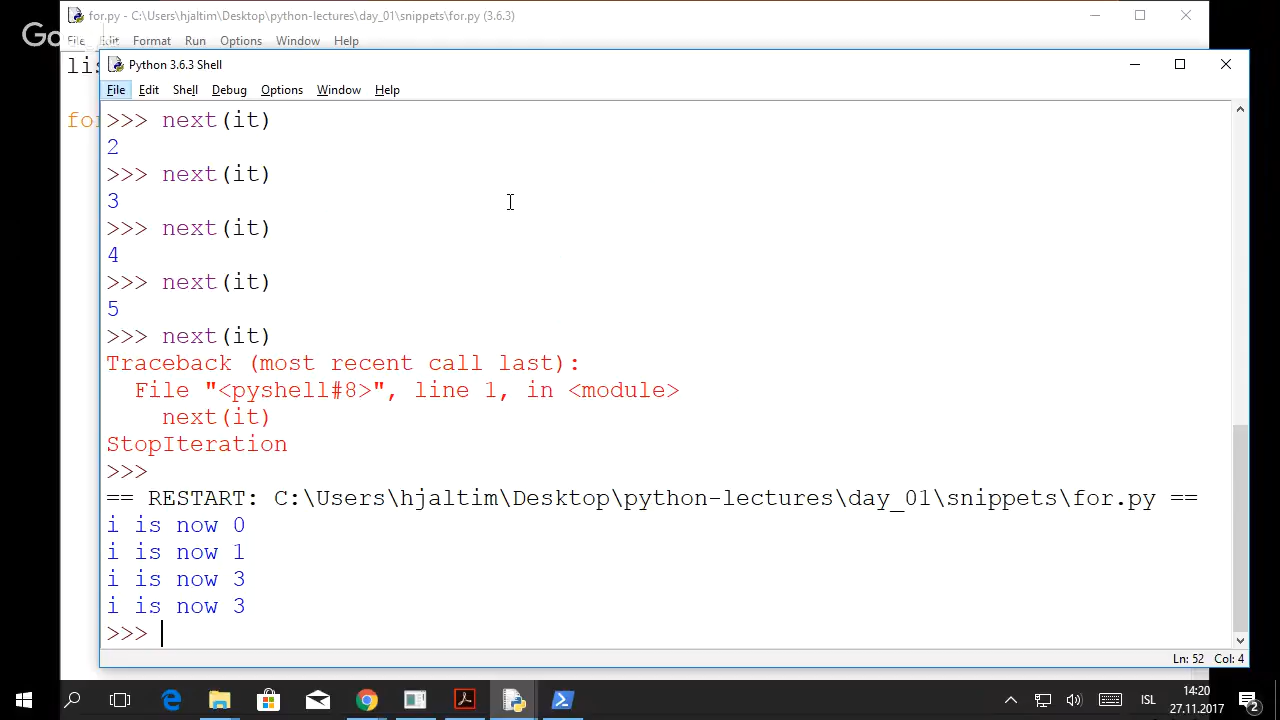 for.py - C:\Users\hjaltim\Desktop\python-lectures\day_01\snippets\for.py (3.6.3)
Go
File Edit Format Run Options Window Help
lis
Python 3.6.3 Shell
File Edit Shell Debug Options Window Help
for
>>> next(it)
2
>>> next(it)
3
>>> next(it)
4
>>> next(it)
5
>>> next(it)
Traceback (most recent call last):
File "<pyshell#8>", line 1, in <module>
next(it)
StopIteration
>>>
== RESTART: C:\Users\hjaltim\Desktop\python-lectures\day_01\snippets\for.py ==
i is now 0
i is now 1
i is now 3
i is now 3
>>>
Ln: 52 Col: 4
ISL
14:20
27.11.2017
2